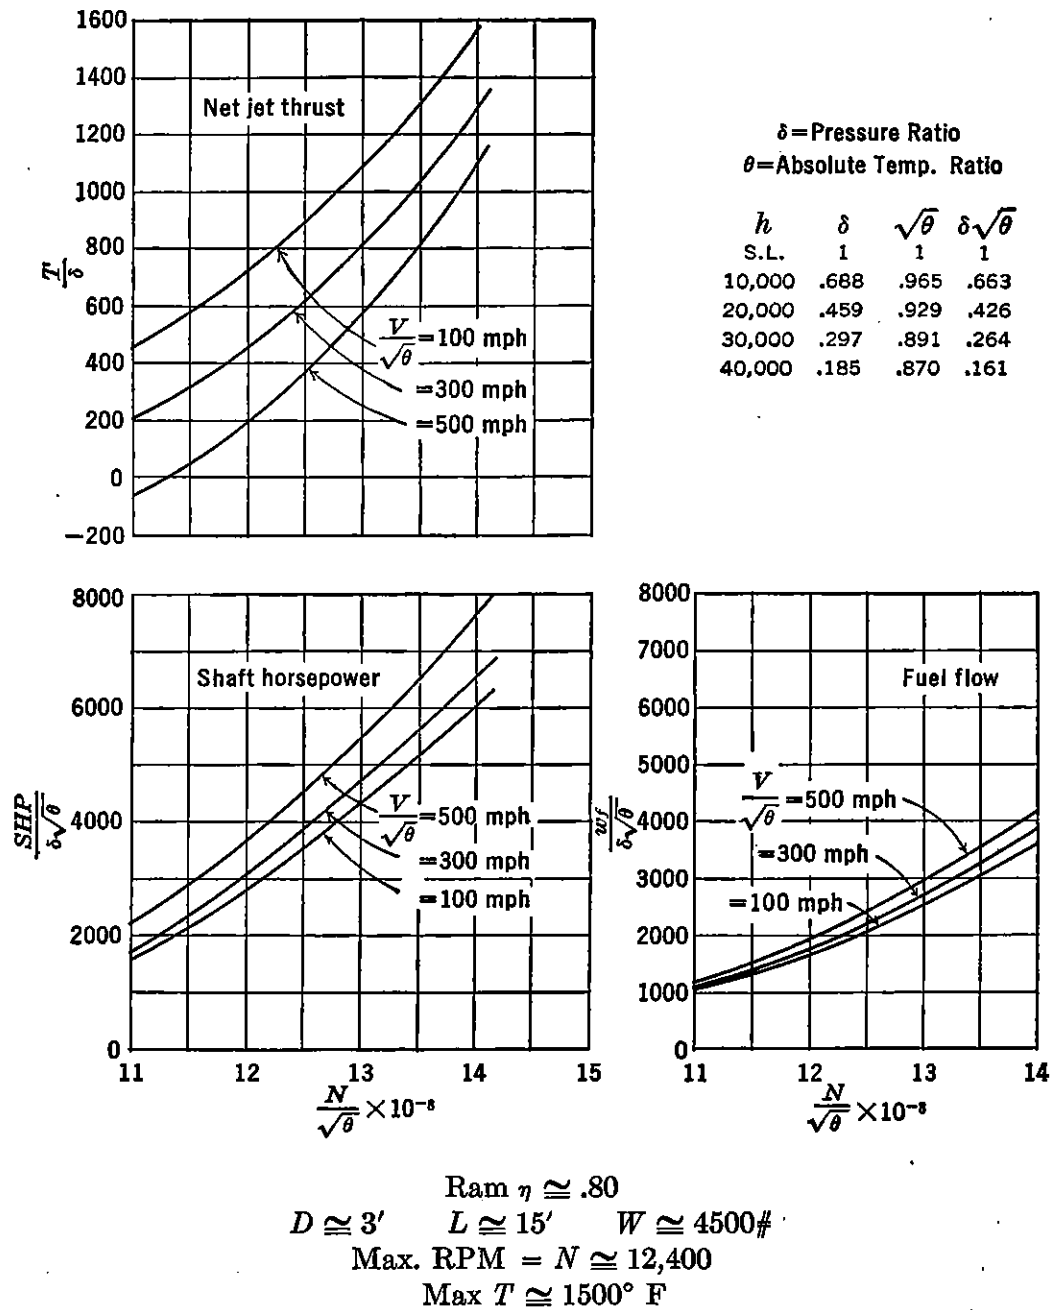 1600
1400
1200
1000
800
600
400
200
0
−200
T/δ
Net jet thrust
V/√θ=100 mph
=300 mph
=500 mph
δ=Pressure Ratio
θ=Absolute Temp. Ratio
h δ √θ δ√θ
S.L. 1 1 1
10,000 .688 .965 .663
20,000 .459 .929 .426
30,000 .297 .891 .264
40,000 .185 .870 .161
8000
6000
4000
2000
0
SHP/δ√θ
Shaft horsepower
V/√θ=500 mph
=300 mph
=100 mph
11 12 13 14 15
N/√θ ×10⁻³
8000
7000
6000
5000
4000
3000
2000
1000
0
wf/δ√θ
Fuel flow
V/√θ=500 mph
=300 mph
=100 mph
11 12 13 14
N/√θ ×10⁻³
Ram η ≅ .80
D ≅ 3′ L ≅ 15′ W ≅ 4500#
Max. RPM = N ≅ 12,400
Max T ≅ 1500° F